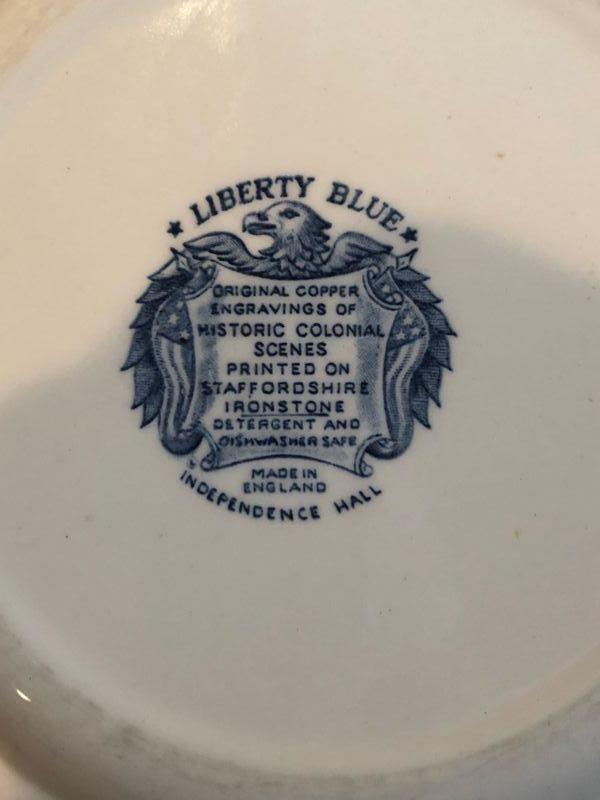 LIBERTY BLUE
ORIGINAL COPPER
ENGRAVINGS OF
HISTORIC COLONIAL
SCENES
PRINTED ON
STAFFORDSHIRE
IRONSTONE
DETERGENT AND
DISHWASHER SAFE
MADE IN
ENGLAND
INDEPENDENCE HALL